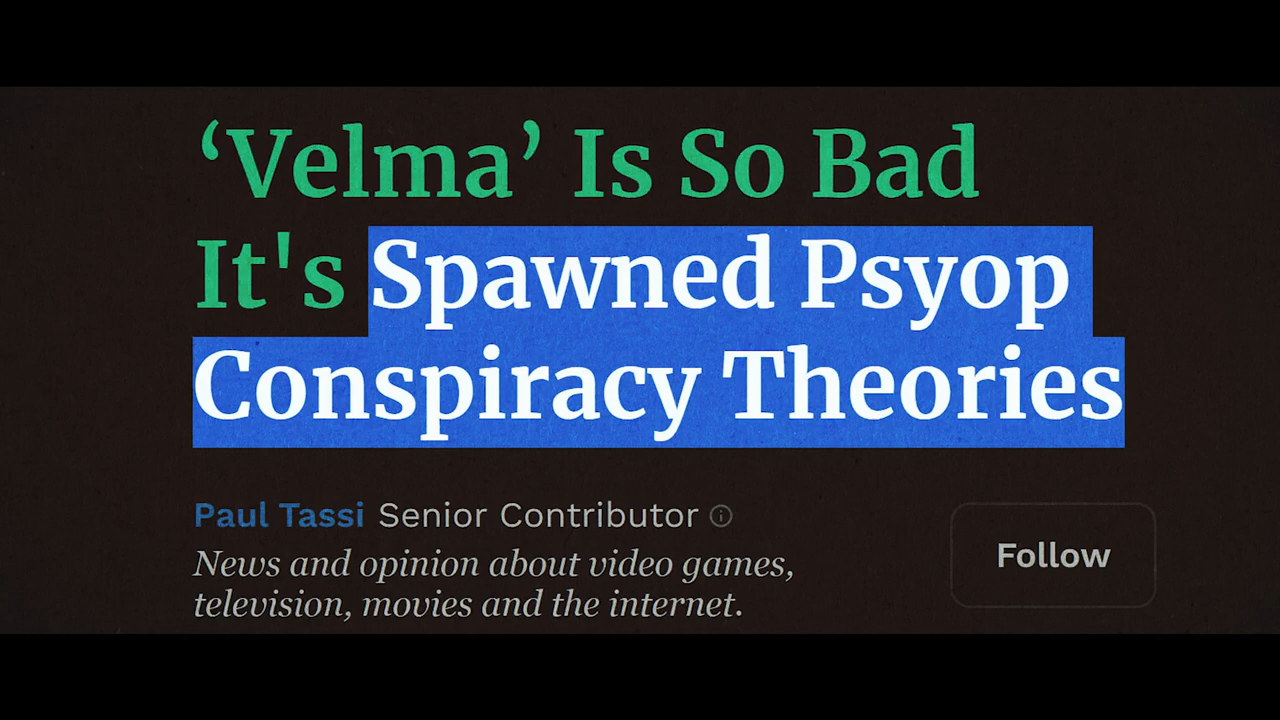 ‘Velma’ Is So Bad
It's Spawned Psyop
Conspiracy Theories
Paul Tassi Senior Contributor
News and opinion about video games,
television, movies and the internet.
Follow